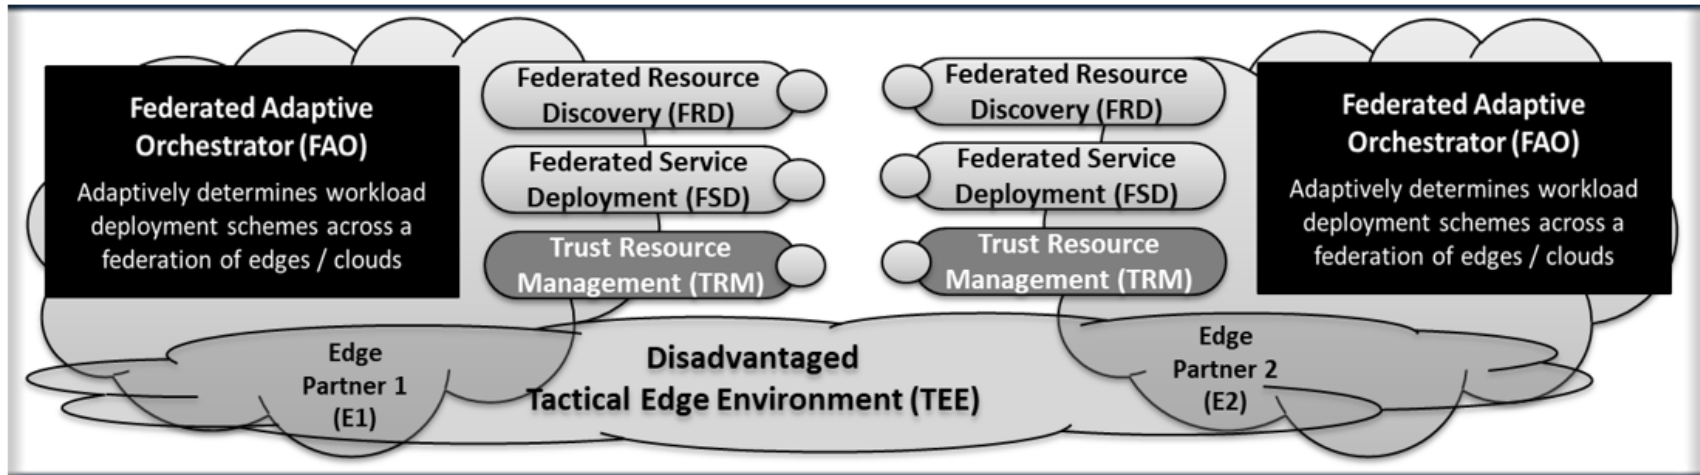 Federated Adaptive
Orchestrator (FAO)
Adaptively determines workload
deployment schemes across a
federation of edges / clouds
Federated Resource
Discovery (FRD)
Federated Service
Deployment (FSD)
Trust Resource
Management (TRM)
Federated Resource
Discovery (FRD)
Federated Service
Deployment (FSD)
Trust Resource
Management (TRM)
Federated Adaptive
Orchestrator (FAO)
Adaptively determines workload
deployment schemes across a
federation of edges / clouds
Edge
Partner 1
(E1)
Disadvantaged
Tactical Edge Environment (TEE)
Edge
Partner 2
(E2)